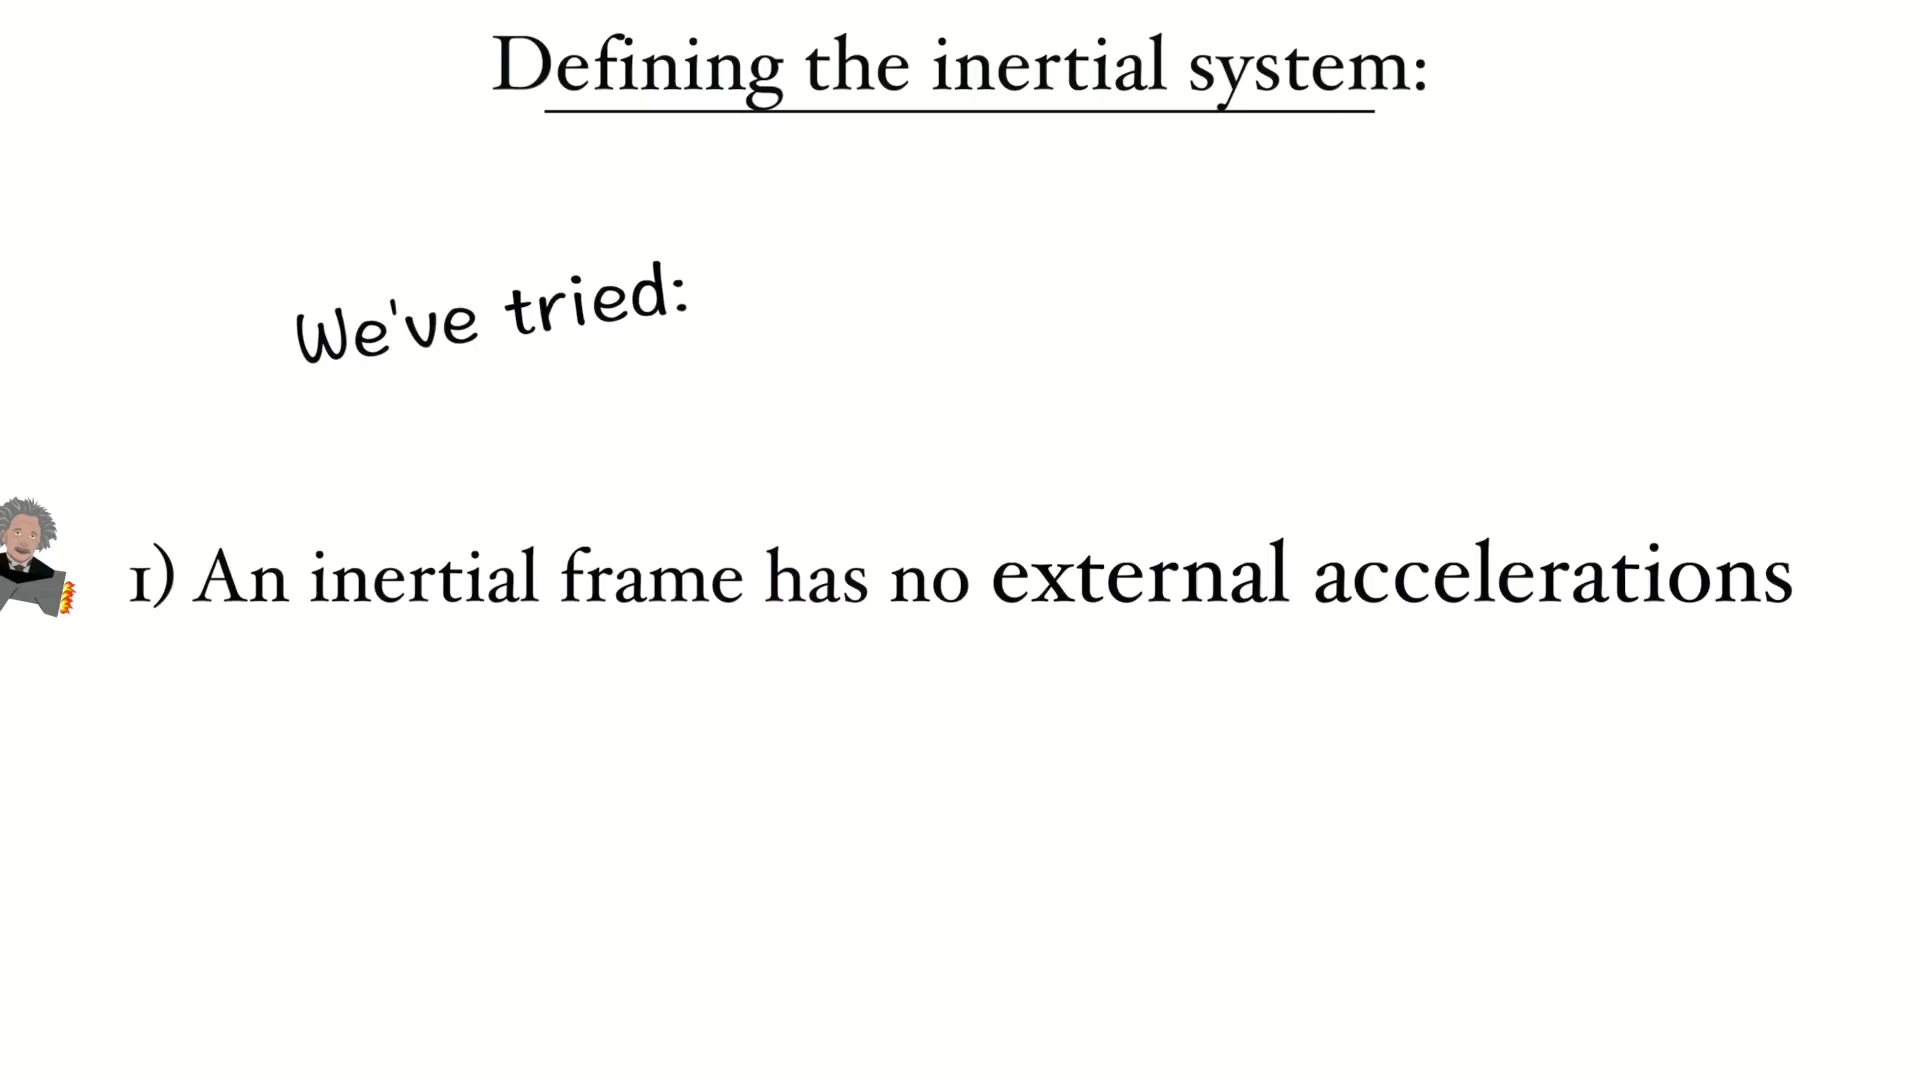 Defining the inertial system:
We've tried:
1) An inertial frame has no external accelerations